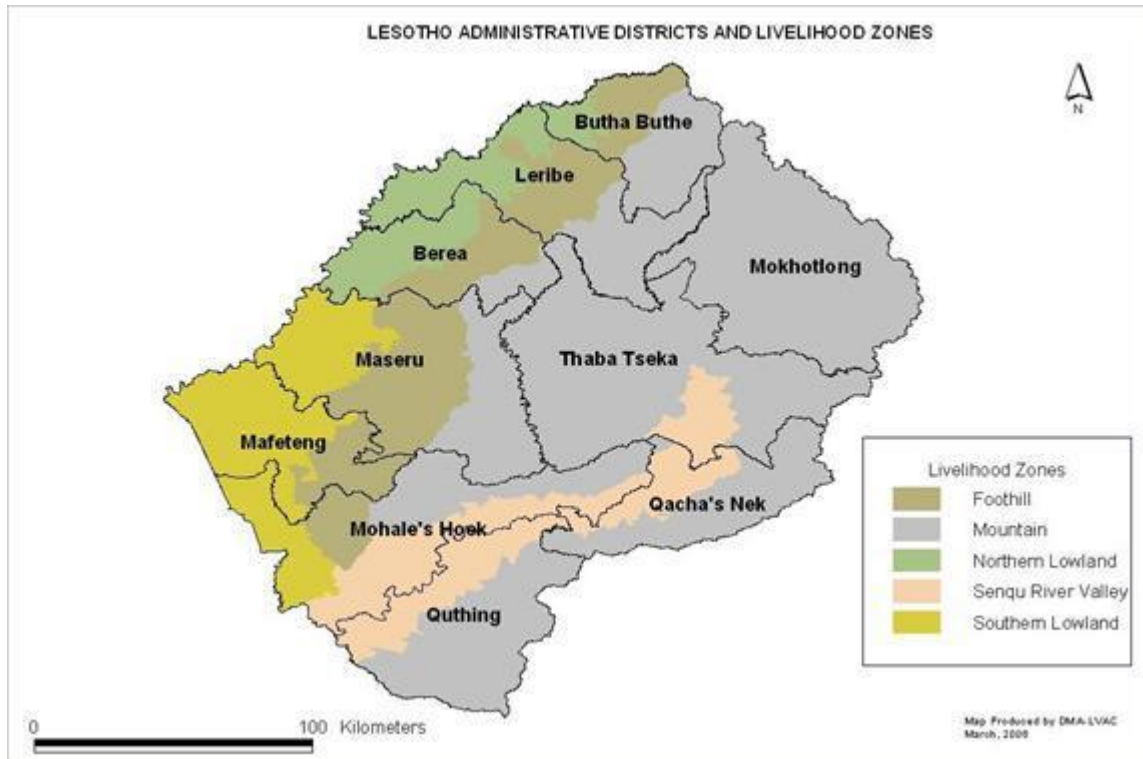 LESOTHO ADMINISTRATIVE DISTRICTS AND LIVELIHOOD ZONES
N
Butha Buthe
Leribe
Berea
Mokhotlong
Maseru
Thaba Tseka
Mafeteng
Mohale's Hoek
Qacha's Nek
Quthing
Livelihood Zones
Foothill
Mountain
Northern Lowland
Senqu River Valley
Southern Lowland
0 100 Kilometers
Map Produced by DMA-LVAC
March, 2006